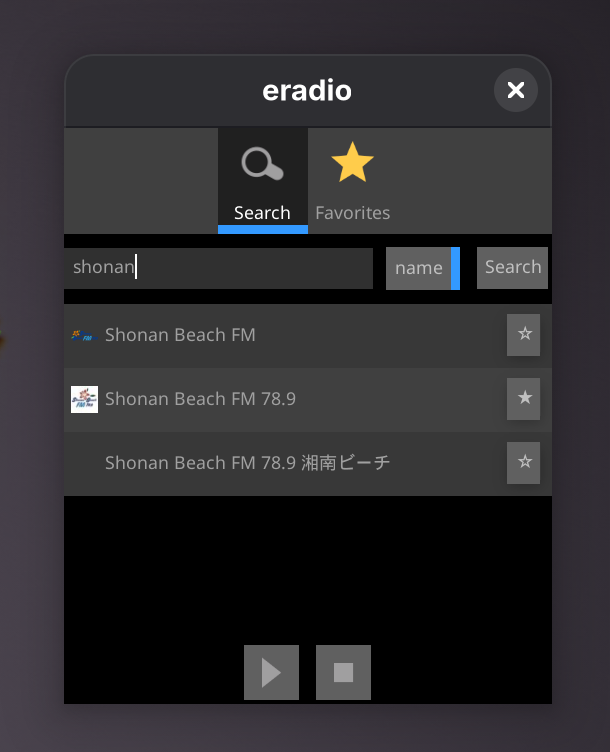 eradio
Search Favorites
shonan name Search
Shonan Beach FM
Shonan Beach FM 78.9
Shonan Beach FM 78.9 湘南ビーチ